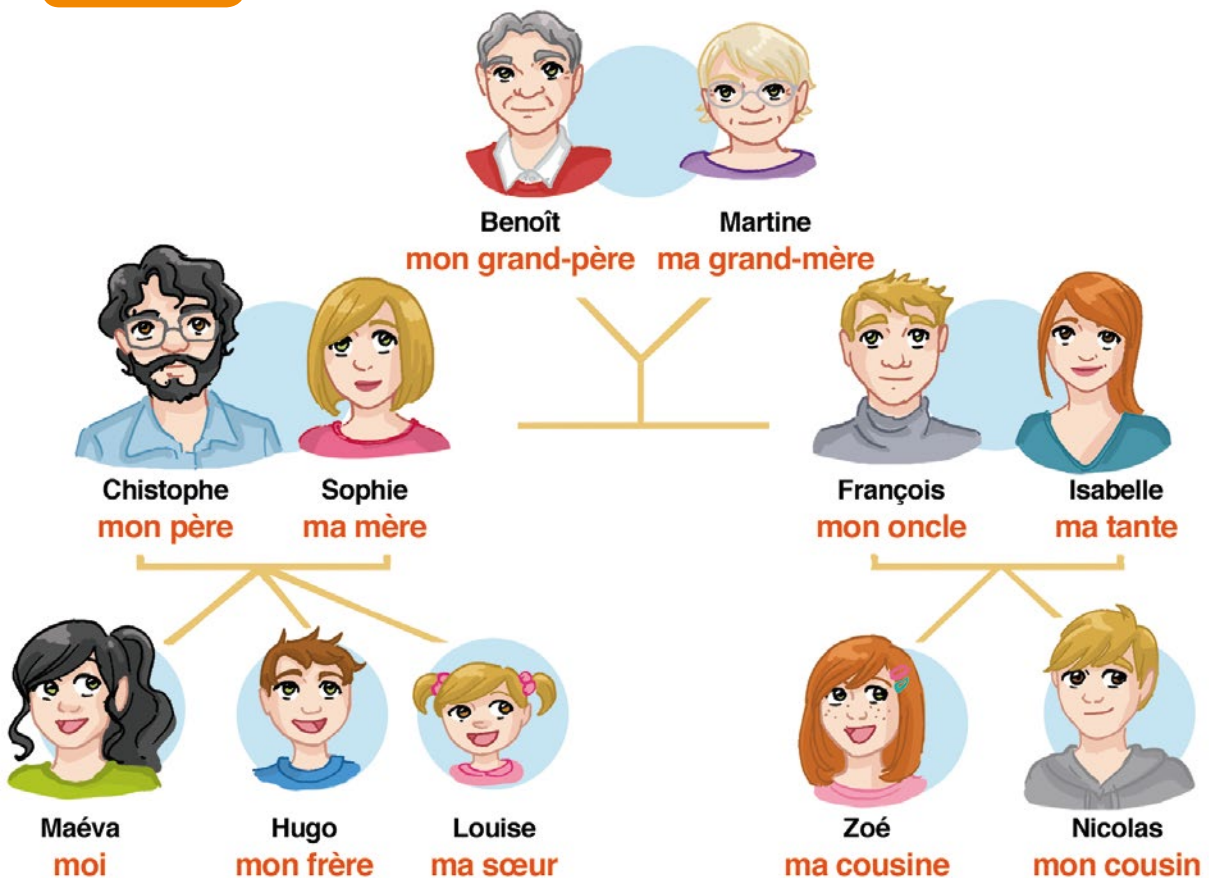 Benoît Martine
mon grand-père ma grand-mère
Chistophe Sophie François Isabelle
mon père ma mère mon oncle ma tante
Maéva Hugo Louise Zoé Nicolas
moi mon frère ma sœur ma cousine mon cousin